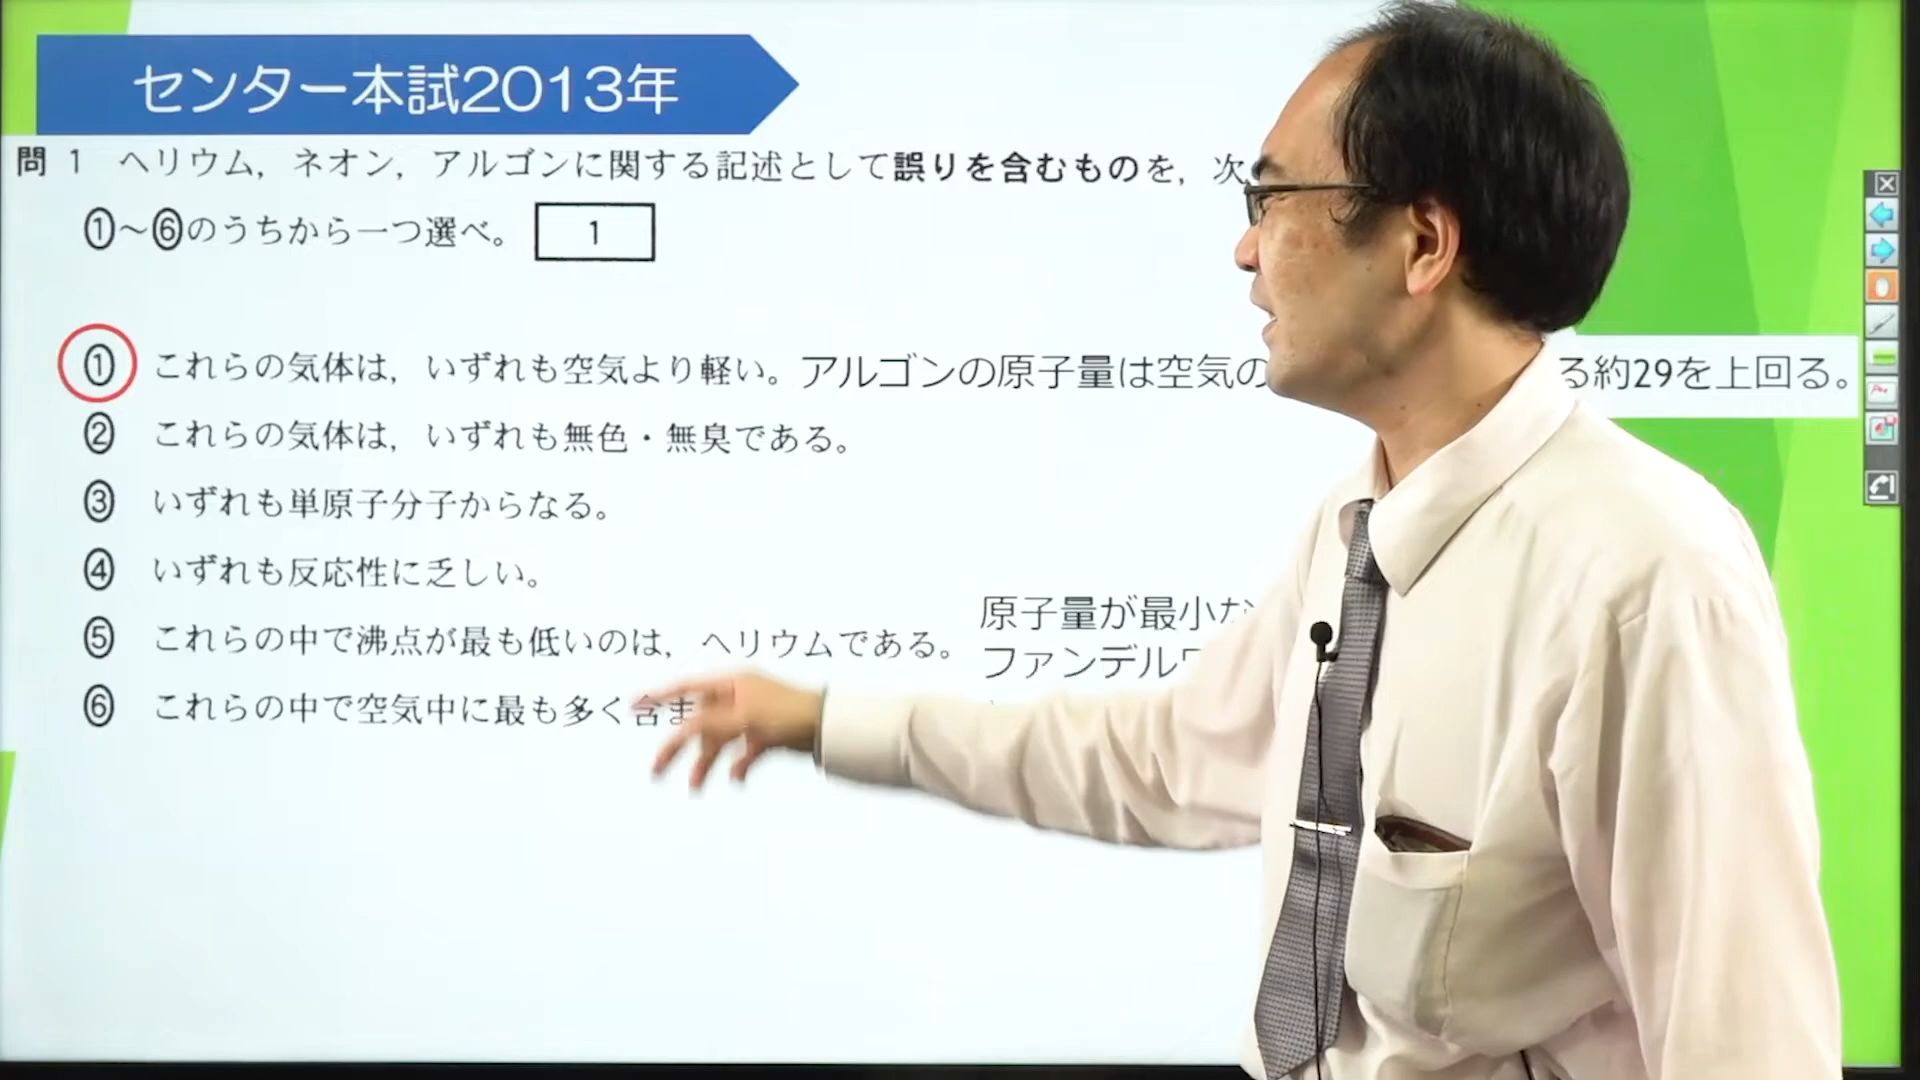 センター本試2013年
問 1 ヘリウム，ネオン，アルゴンに関する記述として誤りを含むものを，次
①～⑥のうちから一つ選べ。 1
① これらの気体は，いずれも空気より軽い。アルゴンの原子量は空気の る約29を上回る。
② これらの気体は，いずれも無色・無臭である。
③ いずれも単原子分子からなる。
④ いずれも反応性に乏しい。
原子量が最小な
⑤ これらの中で沸点が最も低いのは，ヘリウムである。
ファンデル
⑥ これらの中で空気中に最も多く含ま